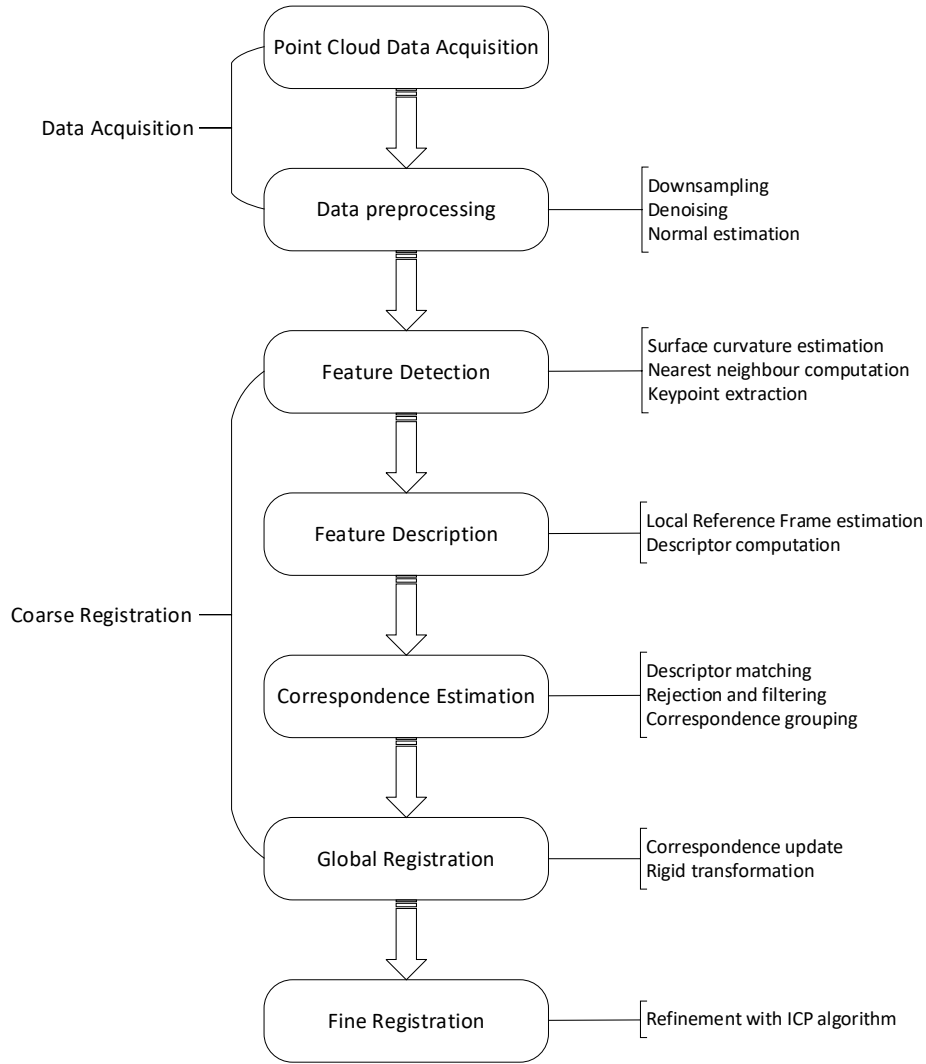 Point Cloud Data Acquisition
Data Acquisition
Data preprocessing
Downsampling
Denoising
Normal estimation
Feature Detection
Surface curvature estimation
Nearest neighbour computation
Keypoint extraction
Feature Description
Local Reference Frame estimation
Descriptor computation
Coarse Registration
Correspondence Estimation
Descriptor matching
Rejection and filtering
Correspondence grouping
Global Registration
Correspondence update
Rigid transformation
Fine Registration
Refinement with ICP algorithm